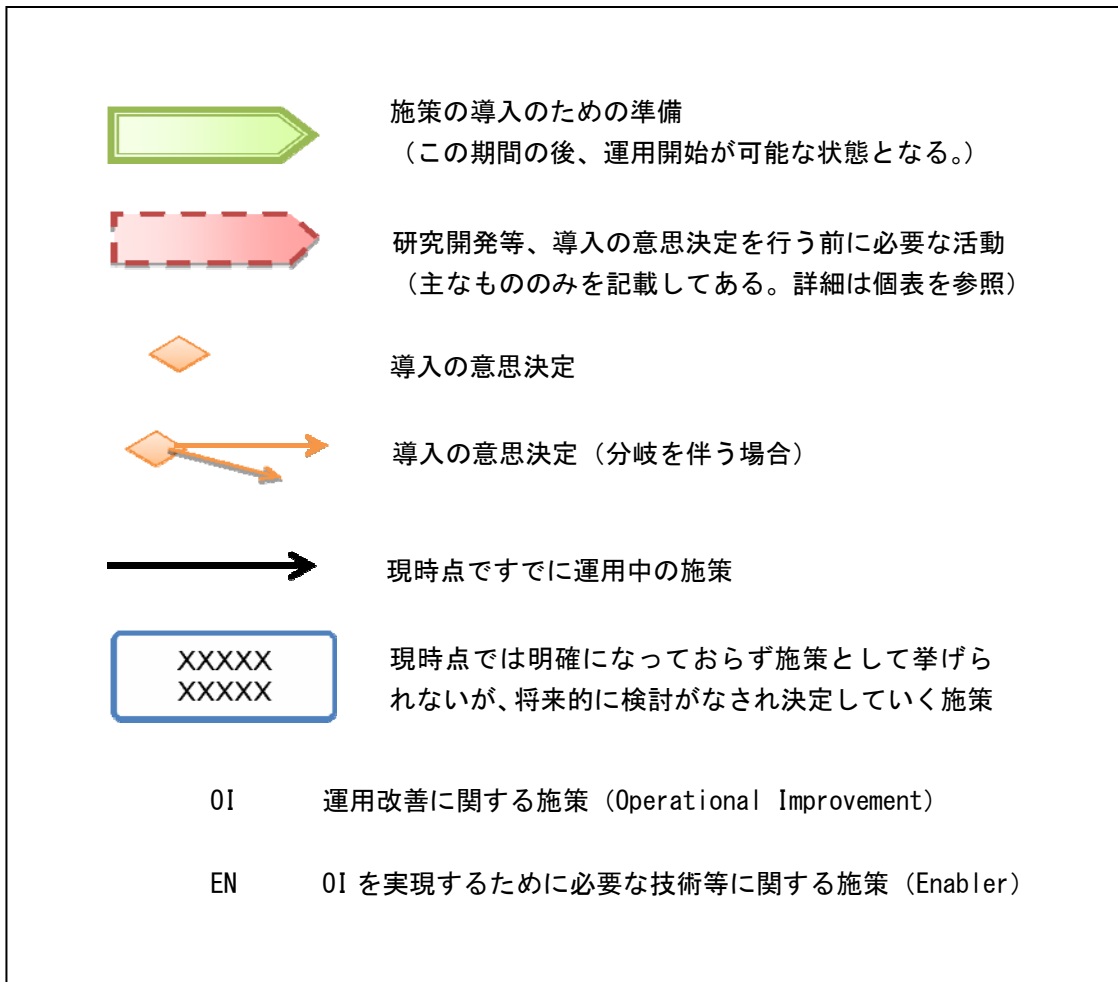 施策の導入のための準備
（この期間の後、運用開始が可能な状態となる。）
研究開発等、導入の意思決定を行う前に必要な活動
（主なもののみを記載してある。詳細は個表を参照）
導入の意思決定
導入の意思決定（分岐を伴う場合）
現時点ですでに運用中の施策
XXXXX
XXXXX
現時点では明確になっておらず施策として挙げら
れないが、将来的に検討がなされ決定していく施策
OI 運用改善に関する施策（Operational Improvement）
EN OI を実現するために必要な技術等に関する施策（Enabler）